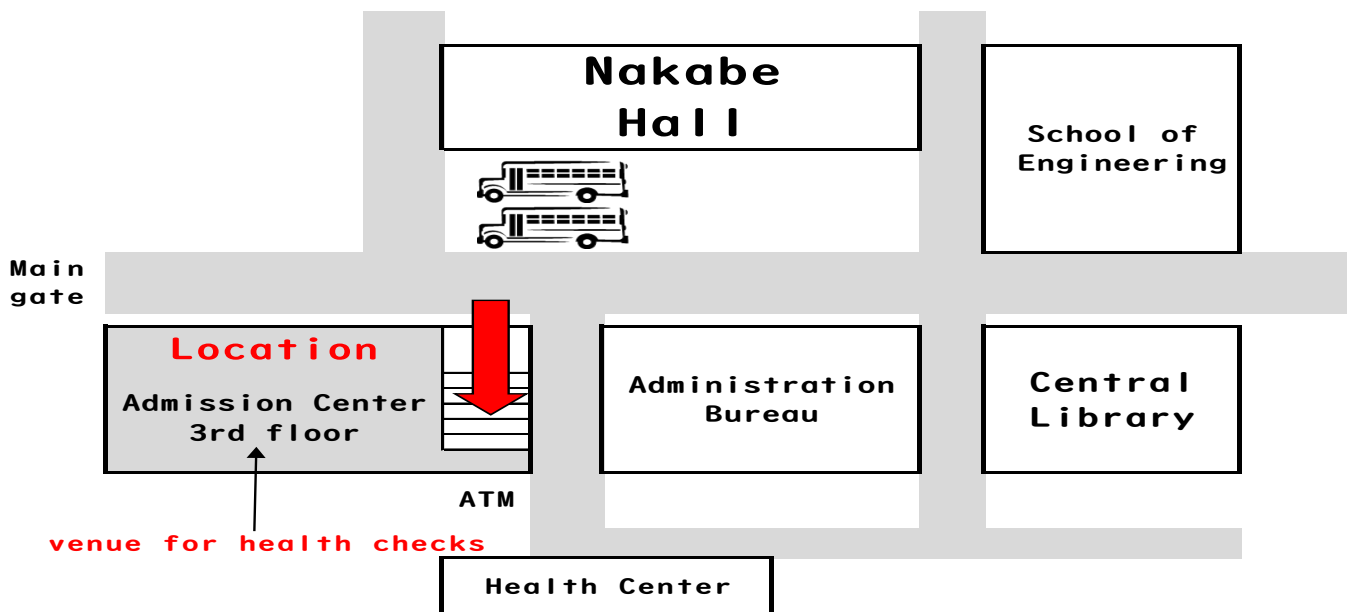 Nakabe
Hall
School of
Engineering
Main
gate
Location
Admission Center
3rd floor
Administration
Bureau
Central
Library
ATM
venue for health checks
Health Center